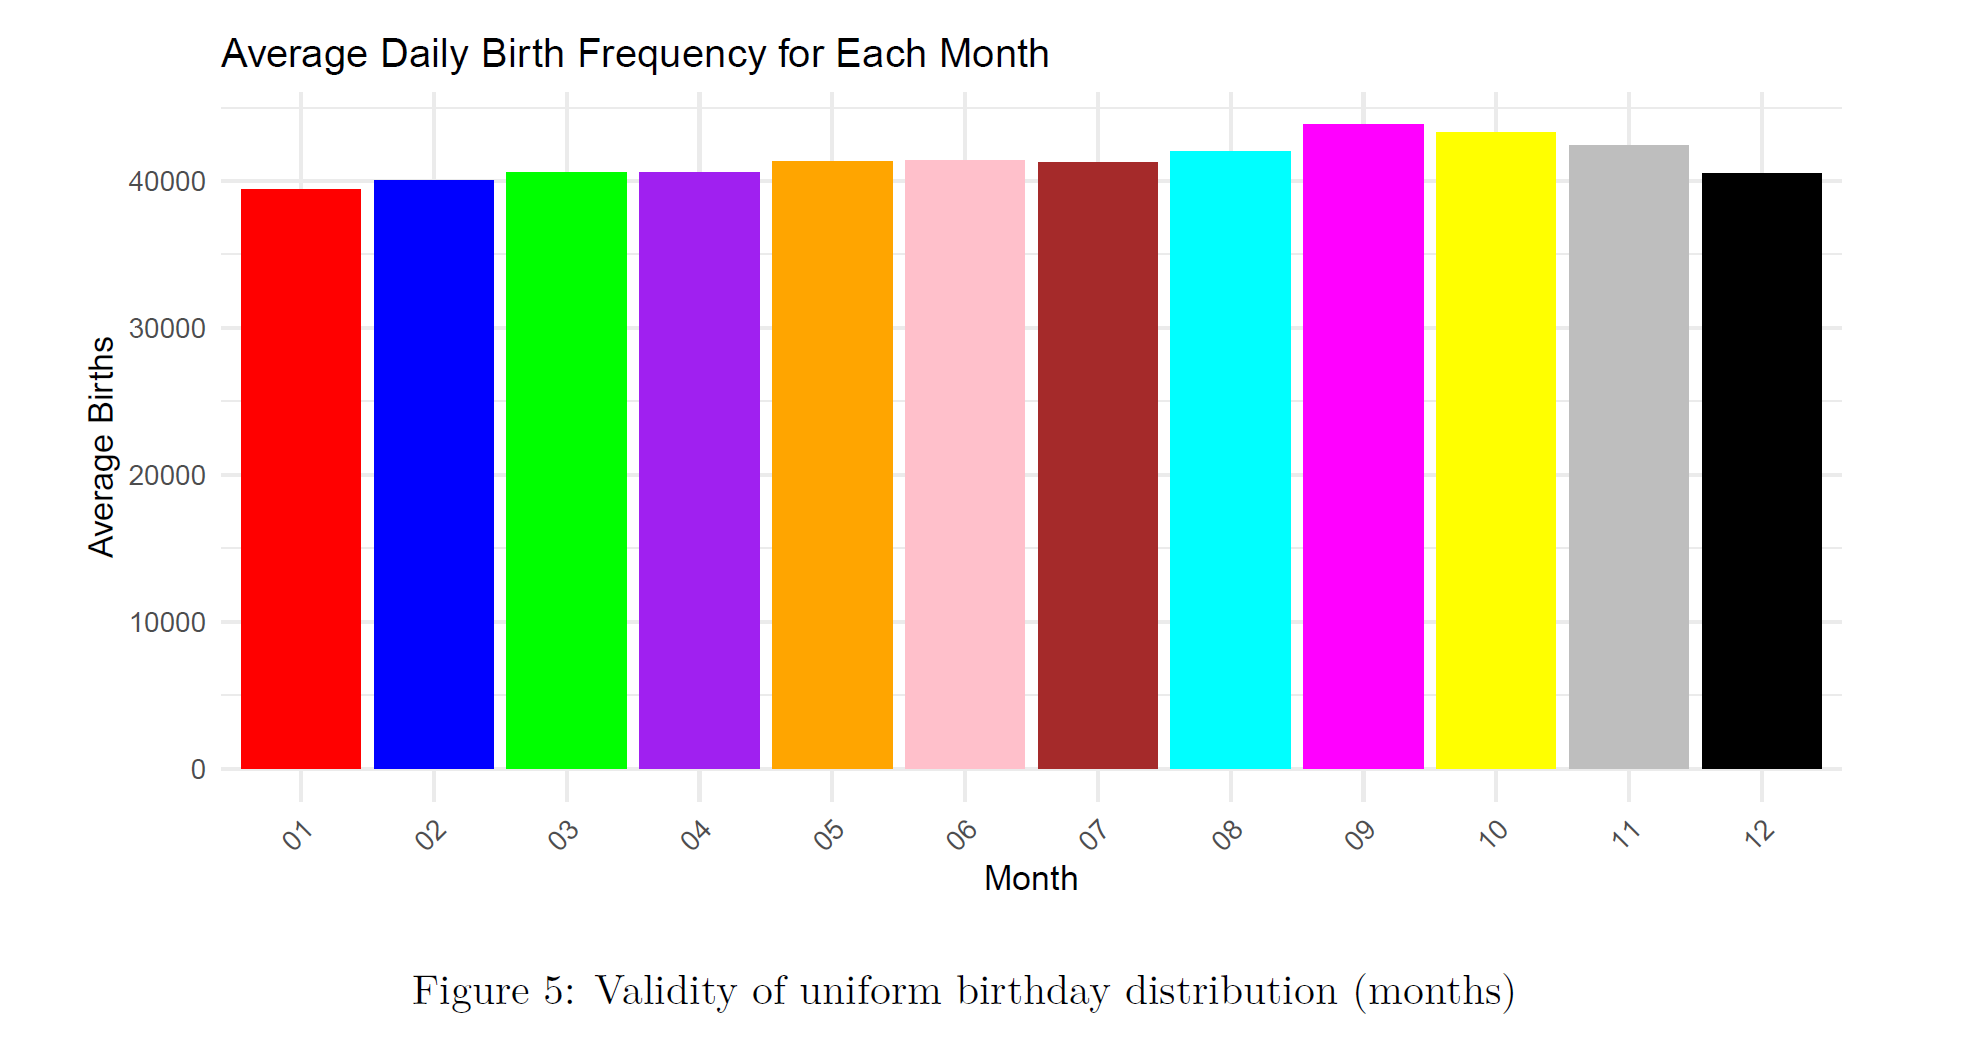 Average Daily Birth Frequency for Each Month
Average Births
40000
30000
20000
10000
0
01 02 03 04 05 06 07 08 09 10 11 12
Month
Figure 5: Validity of uniform birthday distribution (months)